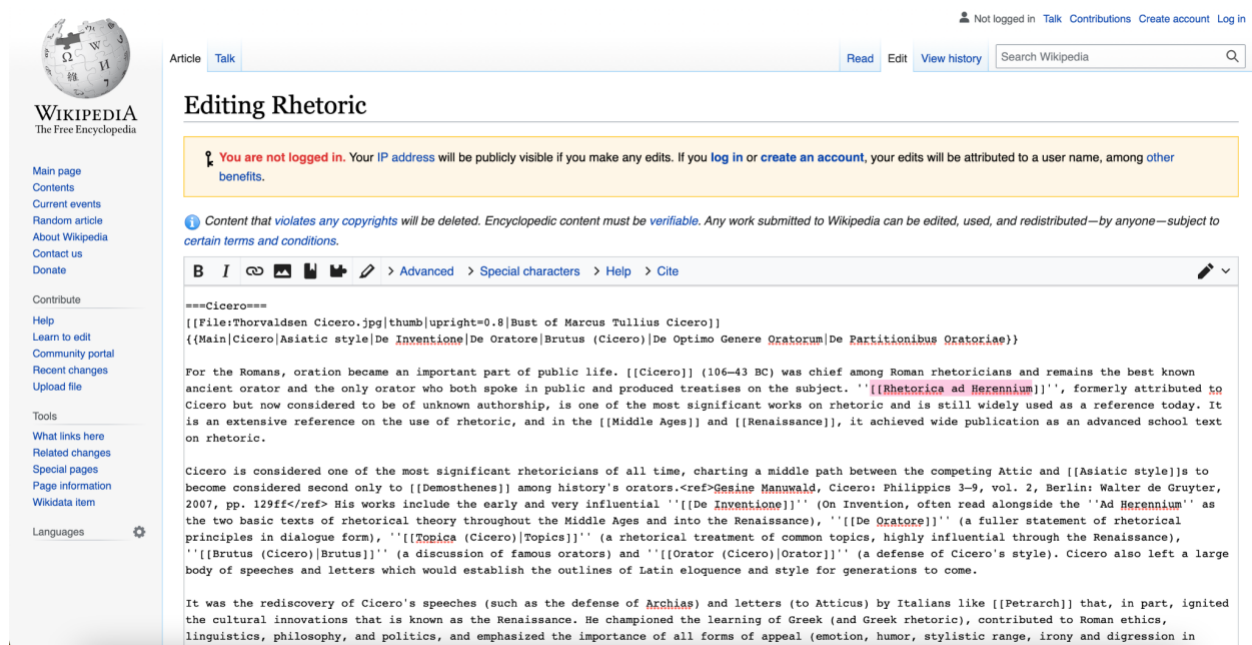 Not logged in Talk Contributions Create account Log in
Article Talk Read Edit View history Search Wikipedia
WIKIPEDIA
The Free Encyclopedia
Main page
Contents
Current events
Random article
About Wikipedia
Contact us
Donate
Contribute
Help
Learn to edit
Community portal
Recent changes
Upload file
Tools
What links here
Related changes
Special pages
Page information
Wikidata item
Languages
Editing Rhetoric
You are not logged in. Your IP address will be publicly visible if you make any edits. If you log in or create an account, your edits will be attributed to a user name, among other
benefits.
Content that violates any copyrights will be deleted. Encyclopedic content must be verifiable. Any work submitted to Wikipedia can be edited, used, and redistributed—by anyone—subject to
certain terms and conditions.
B I > Advanced > Special characters > Help > Cite
===Cicero===
[[File:Thorvaldsen Cicero.jpg|thumb|upright=0.8|Bust of Marcus Tullius Cicero]]
{{Main|Cicero|Asiatic style|De Inventione|De Oratore|Brutus (Cicero)|De Optimo Genere Oratorum|De Partitionibus Oratoriae}}
For the Romans, oration became an important part of public life. [[Cicero]] (106–43 BC) was chief among Roman rhetoricians and remains the best known
ancient orator and the only orator who both spoke in public and produced treatises on the subject. ''[[Rhetorica ad Herennium]]'', formerly attributed to
Cicero but now considered to be of unknown authorship, is one of the most significant works on rhetoric and is still widely used as a reference today. It
is an extensive reference on the use of rhetoric, and in the [[Middle Ages]] and [[Renaissance]], it achieved wide publication as an advanced school text
on rhetoric.
Cicero is considered one of the most significant rhetoricians of all time, charting a middle path between the competing Attic and [[Asiatic style]]s to
become considered second only to [[Demosthenes]] among history's orators.<ref>Gesine Manuwald, Cicero: Philippics 3–9, vol. 2, Berlin: Walter de Gruyter,
2007, pp. 129ff</ref> His works include the early and very influential ''[[De Inventione]]'' (On Invention, often read alongside the ''Ad Herennium'' as
the two basic texts of rhetorical theory throughout the Middle Ages and into the Renaissance), ''[[De Oratore]]'' (a fuller statement of rhetorical
principles in dialogue form), ''[[Topica (Cicero)|Topics]]'' (a rhetorical treatment of common topics, highly influential through the Renaissance),
''[[Brutus (Cicero)|Brutus]]'' (a discussion of famous orators) and ''[[Orator (Cicero)|Orator]]'' (a defense of Cicero's style). Cicero also left a large
body of speeches and letters which would establish the outlines of Latin eloquence and style for generations to come.
It was the rediscovery of Cicero's speeches (such as the defense of Archias) and letters (to Atticus) by Italians like [[Petrarch]] that, in part, ignited
the cultural innovations that is known as the Renaissance. He championed the learning of Greek (and Greek rhetoric), contributed to Roman ethics,
linguistics, philosophy, and politics, and emphasized the importance of all forms of appeal (emotion, humor, stylistic range, irony and digression in